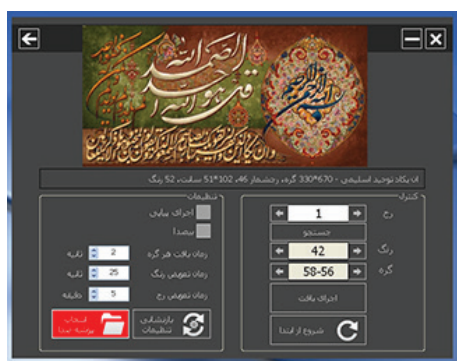 ان یکاد توحید اسلیمی - 670*330 گره، رجشمار 46، 102*51 سانت، 52 رنگ
کنترل
رج
1
جستجو
رنگ
42
گره
58-56
اجرای بافت
شروع از ابتدا
تنظیمات
اجرای پیاپی
بیصدا
زمان بافت هر گره 2 ثانیه
زمان تعویض رنگ 25 ثانیه
زمان تعویض رج 5 دقیقه
بازنشانی تنظیمات
انتخاب پوشه صدا